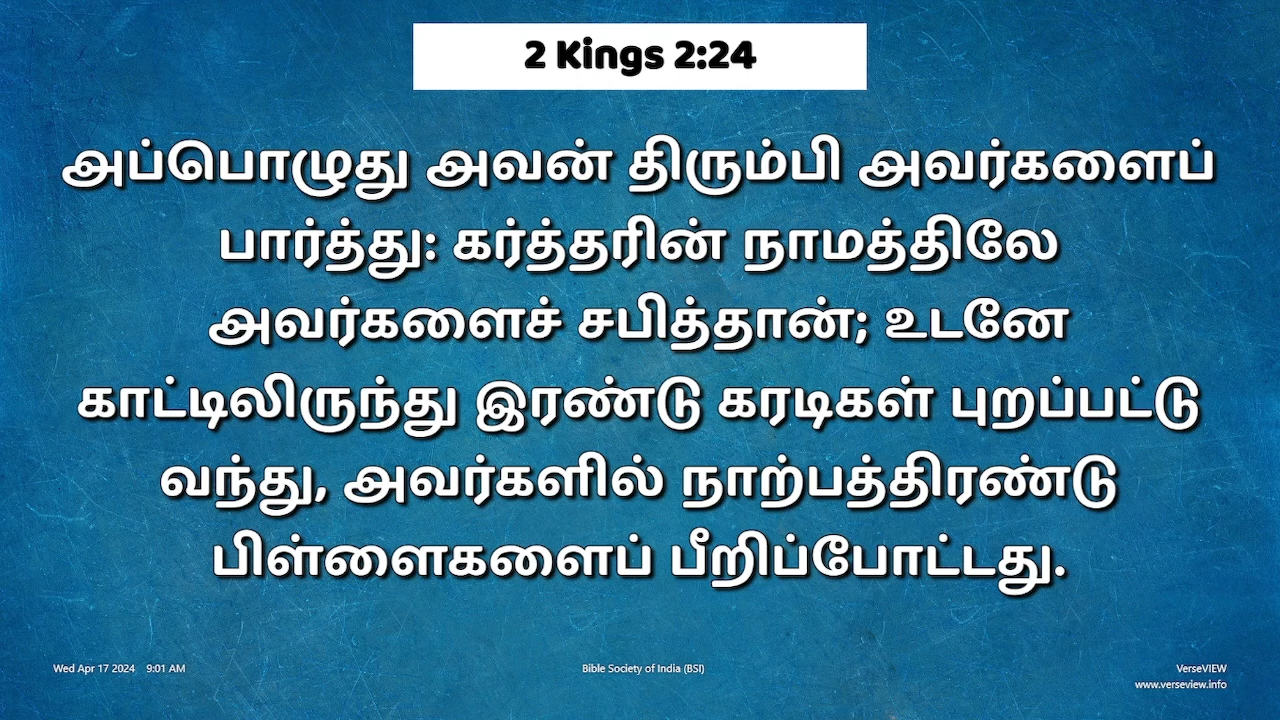 2 Kings 2:24
அப்பொழுது அவன் திரும்பி அவர்களைப்
பார்த்து: கர்த்தரின் நாமத்திலே
அவர்களைச் சபித்தான்; உடனே
காட்டிலிருந்து இரண்டு கரடிகள் புறப்பட்டு
வந்து, அவர்களில் நாற்பத்திரண்டு
பிள்ளைகளைப் பீறிப்போட்டது.
Wed Apr 17 2024 9:01 AM
Bible Society of India (BSI)
VerseVIEW
www.verseview.info